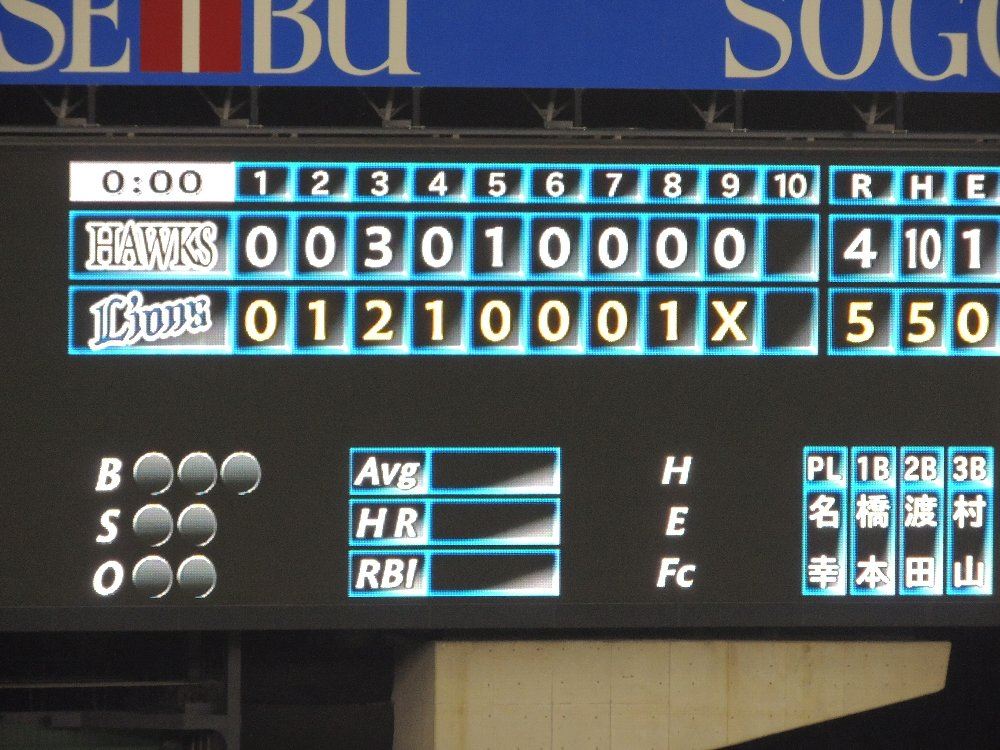 SEIBU SOGO
0:00 1 2 3 4 5 6 7 8 9 10 R H E
HAWKS 0 0 3 0 1 0 0 0 0 4 10 1
Lions 0 1 2 1 0 0 0 1 X 5 5 0
B Avg H PL 1B 2B 3B
S HR E 名 橋 渡 村
O RBI Fc 幸 本 田 山